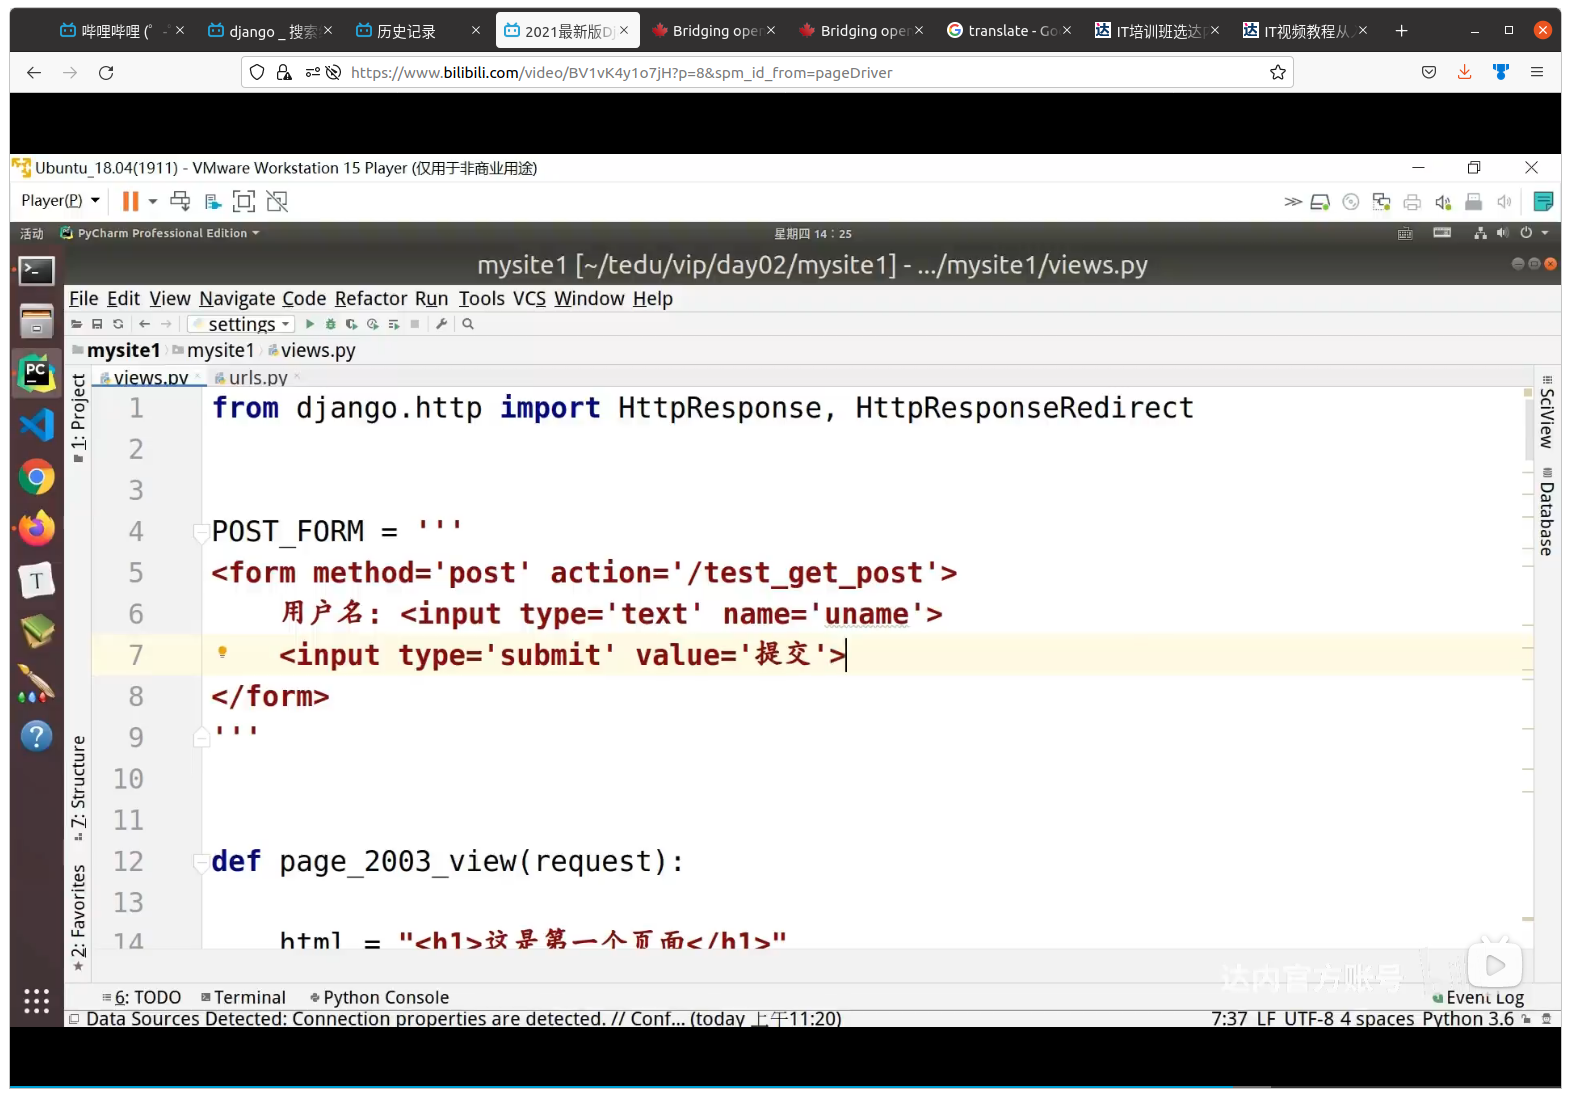 哔哩哔哩 (゜-
django _ 搜索
历史记录
2021最新版Dj
Bridging oper
Bridging oper
translate - Go
IT培训班选达内
IT视频教程从入
https://www.bilibili.com/video/BV1vK4y1o7jH?p=8&spm_id_from=pageDriver
Ubuntu_18.04(1911) - VMware Workstation 15 Player (仅用于非商业用途)
Player(P)
活动
PyCharm Professional Edition
星期四 14：25
mysite1 [~/tedu/vip/day02/mysite1] - .../mysite1/views.py
File Edit View Navigate Code Refactor Run Tools VCS Window Help
settings
mysite1 mysite1 views.py
views.py urls.py
1: Project
7: Structure
2: Favorites
SciView
Database
1 from django.http import HttpResponse, HttpResponseRedirect
2
3
4 POST_FORM = '''
5 <form method='post' action='/test_get_post'>
6 用户名: <input type='text' name='uname'>
7 <input type='submit' value='提交'>
8 </form>
9 '''
10
11
12 def page_2003_view(request):
13
14 html = "<h1>这是第一个页面</h1>"
达内官方账号
6: TODO Terminal Python Console
Event Log
Data Sources Detected: Connection properties are detected. // Conf... (today 上午11:20)
7:37 LF UTF-8 4 spaces Python 3.6